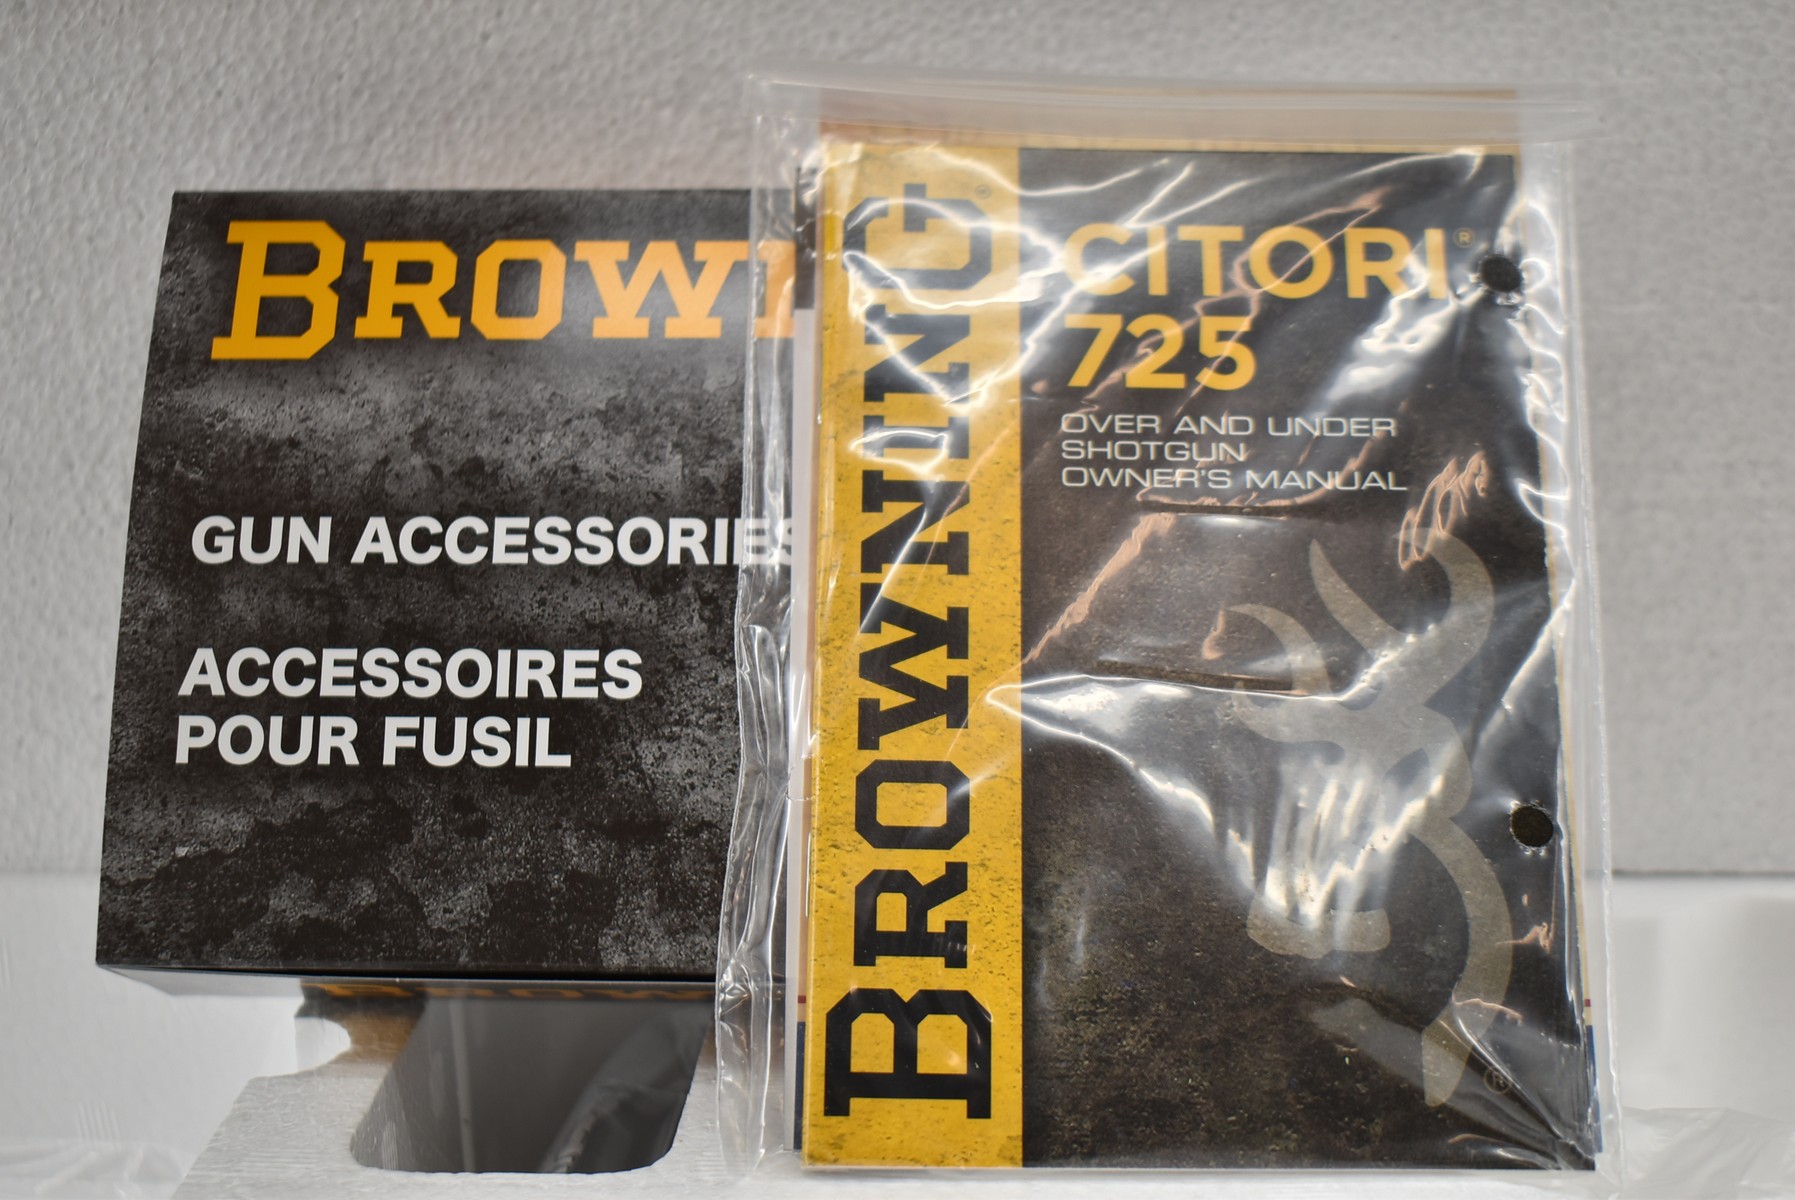 BROWN
GUN ACCESSORIES
ACCESSOIRES
POUR FUSIL
BROWNING®
CITORI®
725
OVER AND UNDER
SHOTGUN
OWNER'S MANUAL
®